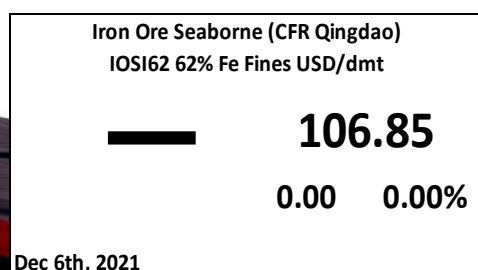 Iron Ore Seaborne (CFR Qingdao)
IOSI62 62% Fe Fines USD/dmt
106.85
0.00 0.00%
Dec 6th, 2021